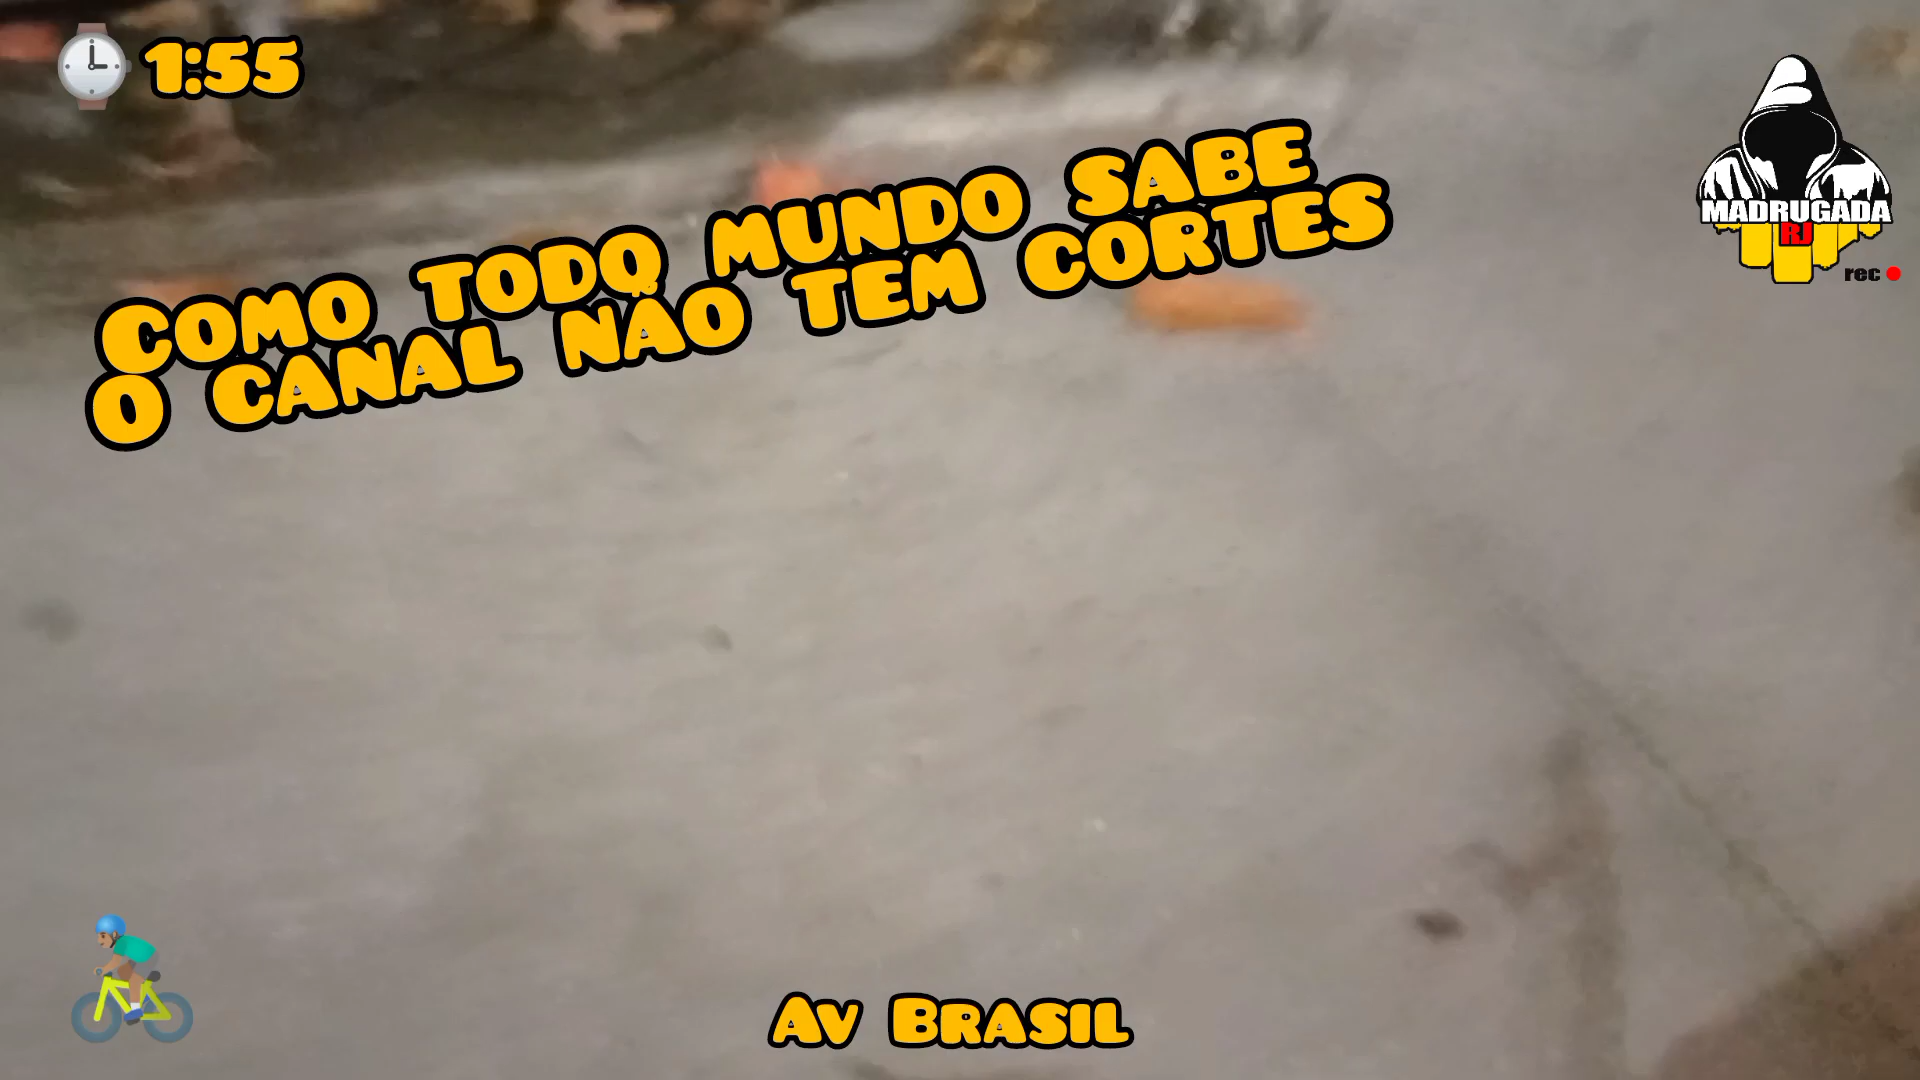 1:55
Como todo mundo sabe
o canal não tem cortes
MADRUGADA
RJ
rec
Av Brasil